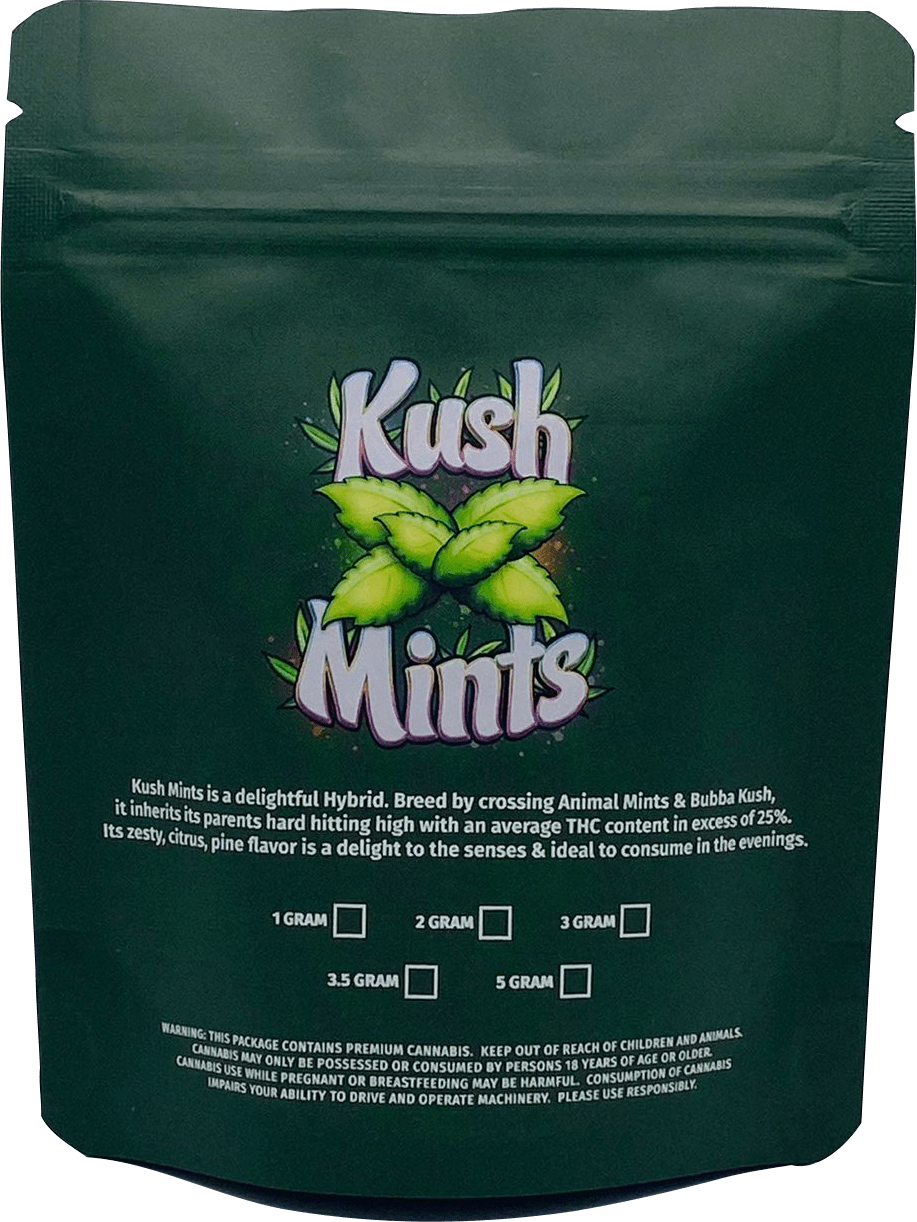 Kush
Mints
Kush Mints is a delightful Hybrid. Breed by crossing Animal Mints & Bubba Kush,
it inherits its parents hard hitting high with an average THC content in excess of 25%.
Its zesty, citrus, pine flavor is a delight to the senses & ideal to consume in the evenings.
1 GRAM 2 GRAM 3 GRAM
3.5 GRAM 5 GRAM
WARNING: THIS PACKAGE CONTAINS PREMIUM CANNABIS. KEEP OUT OF REACH OF CHILDREN AND ANIMALS.
CANNABIS MAY ONLY BE POSSESSED OR CONSUMED BY PERSONS 18 YEARS OF AGE OR OLDER.
CANNABIS USE WHILE PREGNANT OR BREASTFEEDING MAY BE HARMFUL. CONSUMPTION OF CANNABIS
IMPAIRS YOUR ABILITY TO DRIVE AND OPERATE MACHINERY. PLEASE USE RESPONSIBLY.